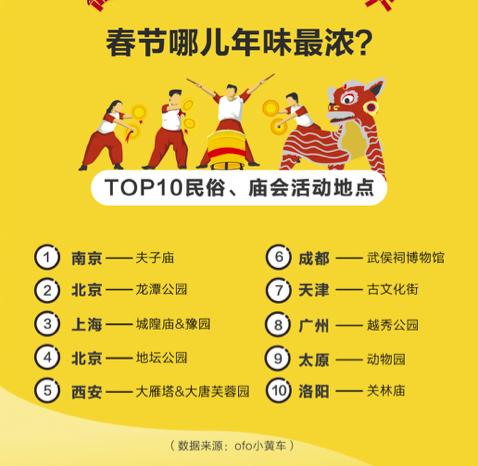 春节哪儿年味最浓?
TOP10民俗、庙会活动地点
1 南京——夫子庙
2 北京——龙潭公园
3 上海——城隍庙&豫园
4 北京——地坛公园
5 西安——大雁塔&大唐芙蓉园
6 成都——武侯祠博物馆
7 天津——古文化街
8 广州——越秀公园
9 太原——动物园
10 洛阳——关林庙
(数据来源：ofo小黄车)